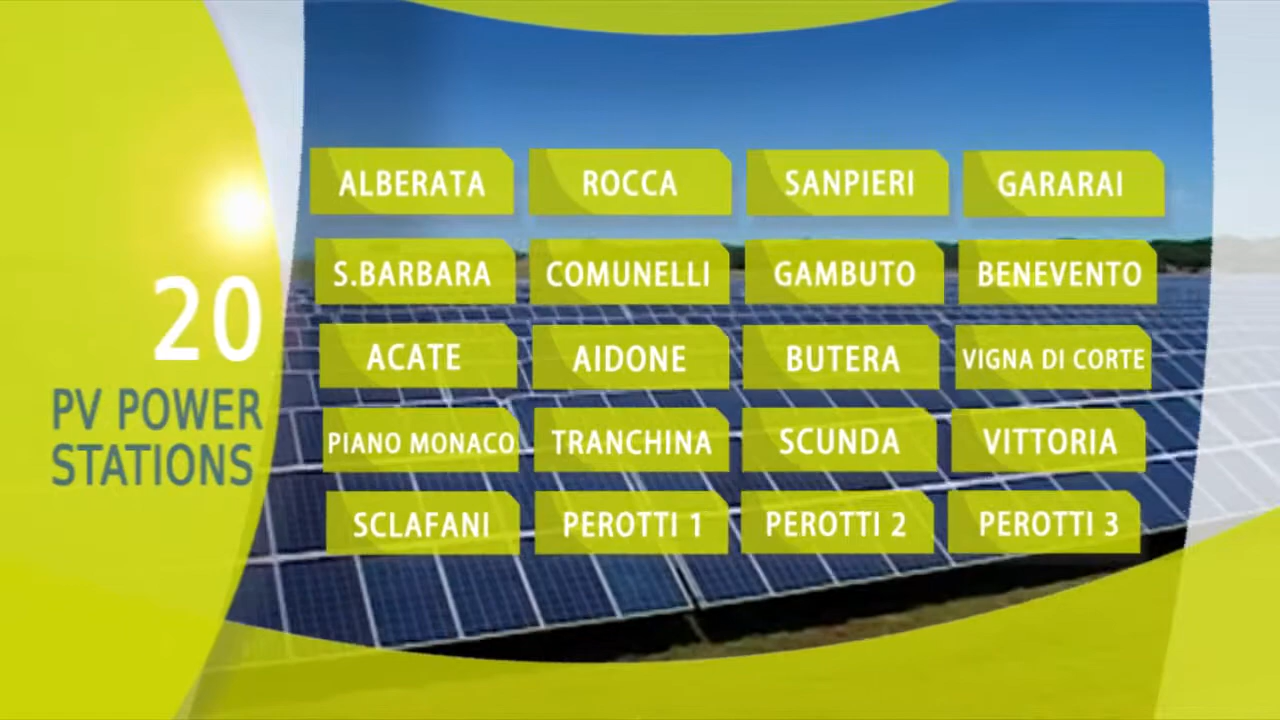 20
PV POWER
STATIONS
ALBERATA ROCCA SANPIERI GARARAI
S.BARBARA COMUNELLI GAMBUTO BENEVENTO
ACATE AIDONE BUTERA VIGNA DI CORTE
PIANO MONACO TRANCHINA SCUNDA VITTORIA
SCLAFANI PEROTTI 1 PEROTTI 2 PEROTTI 3